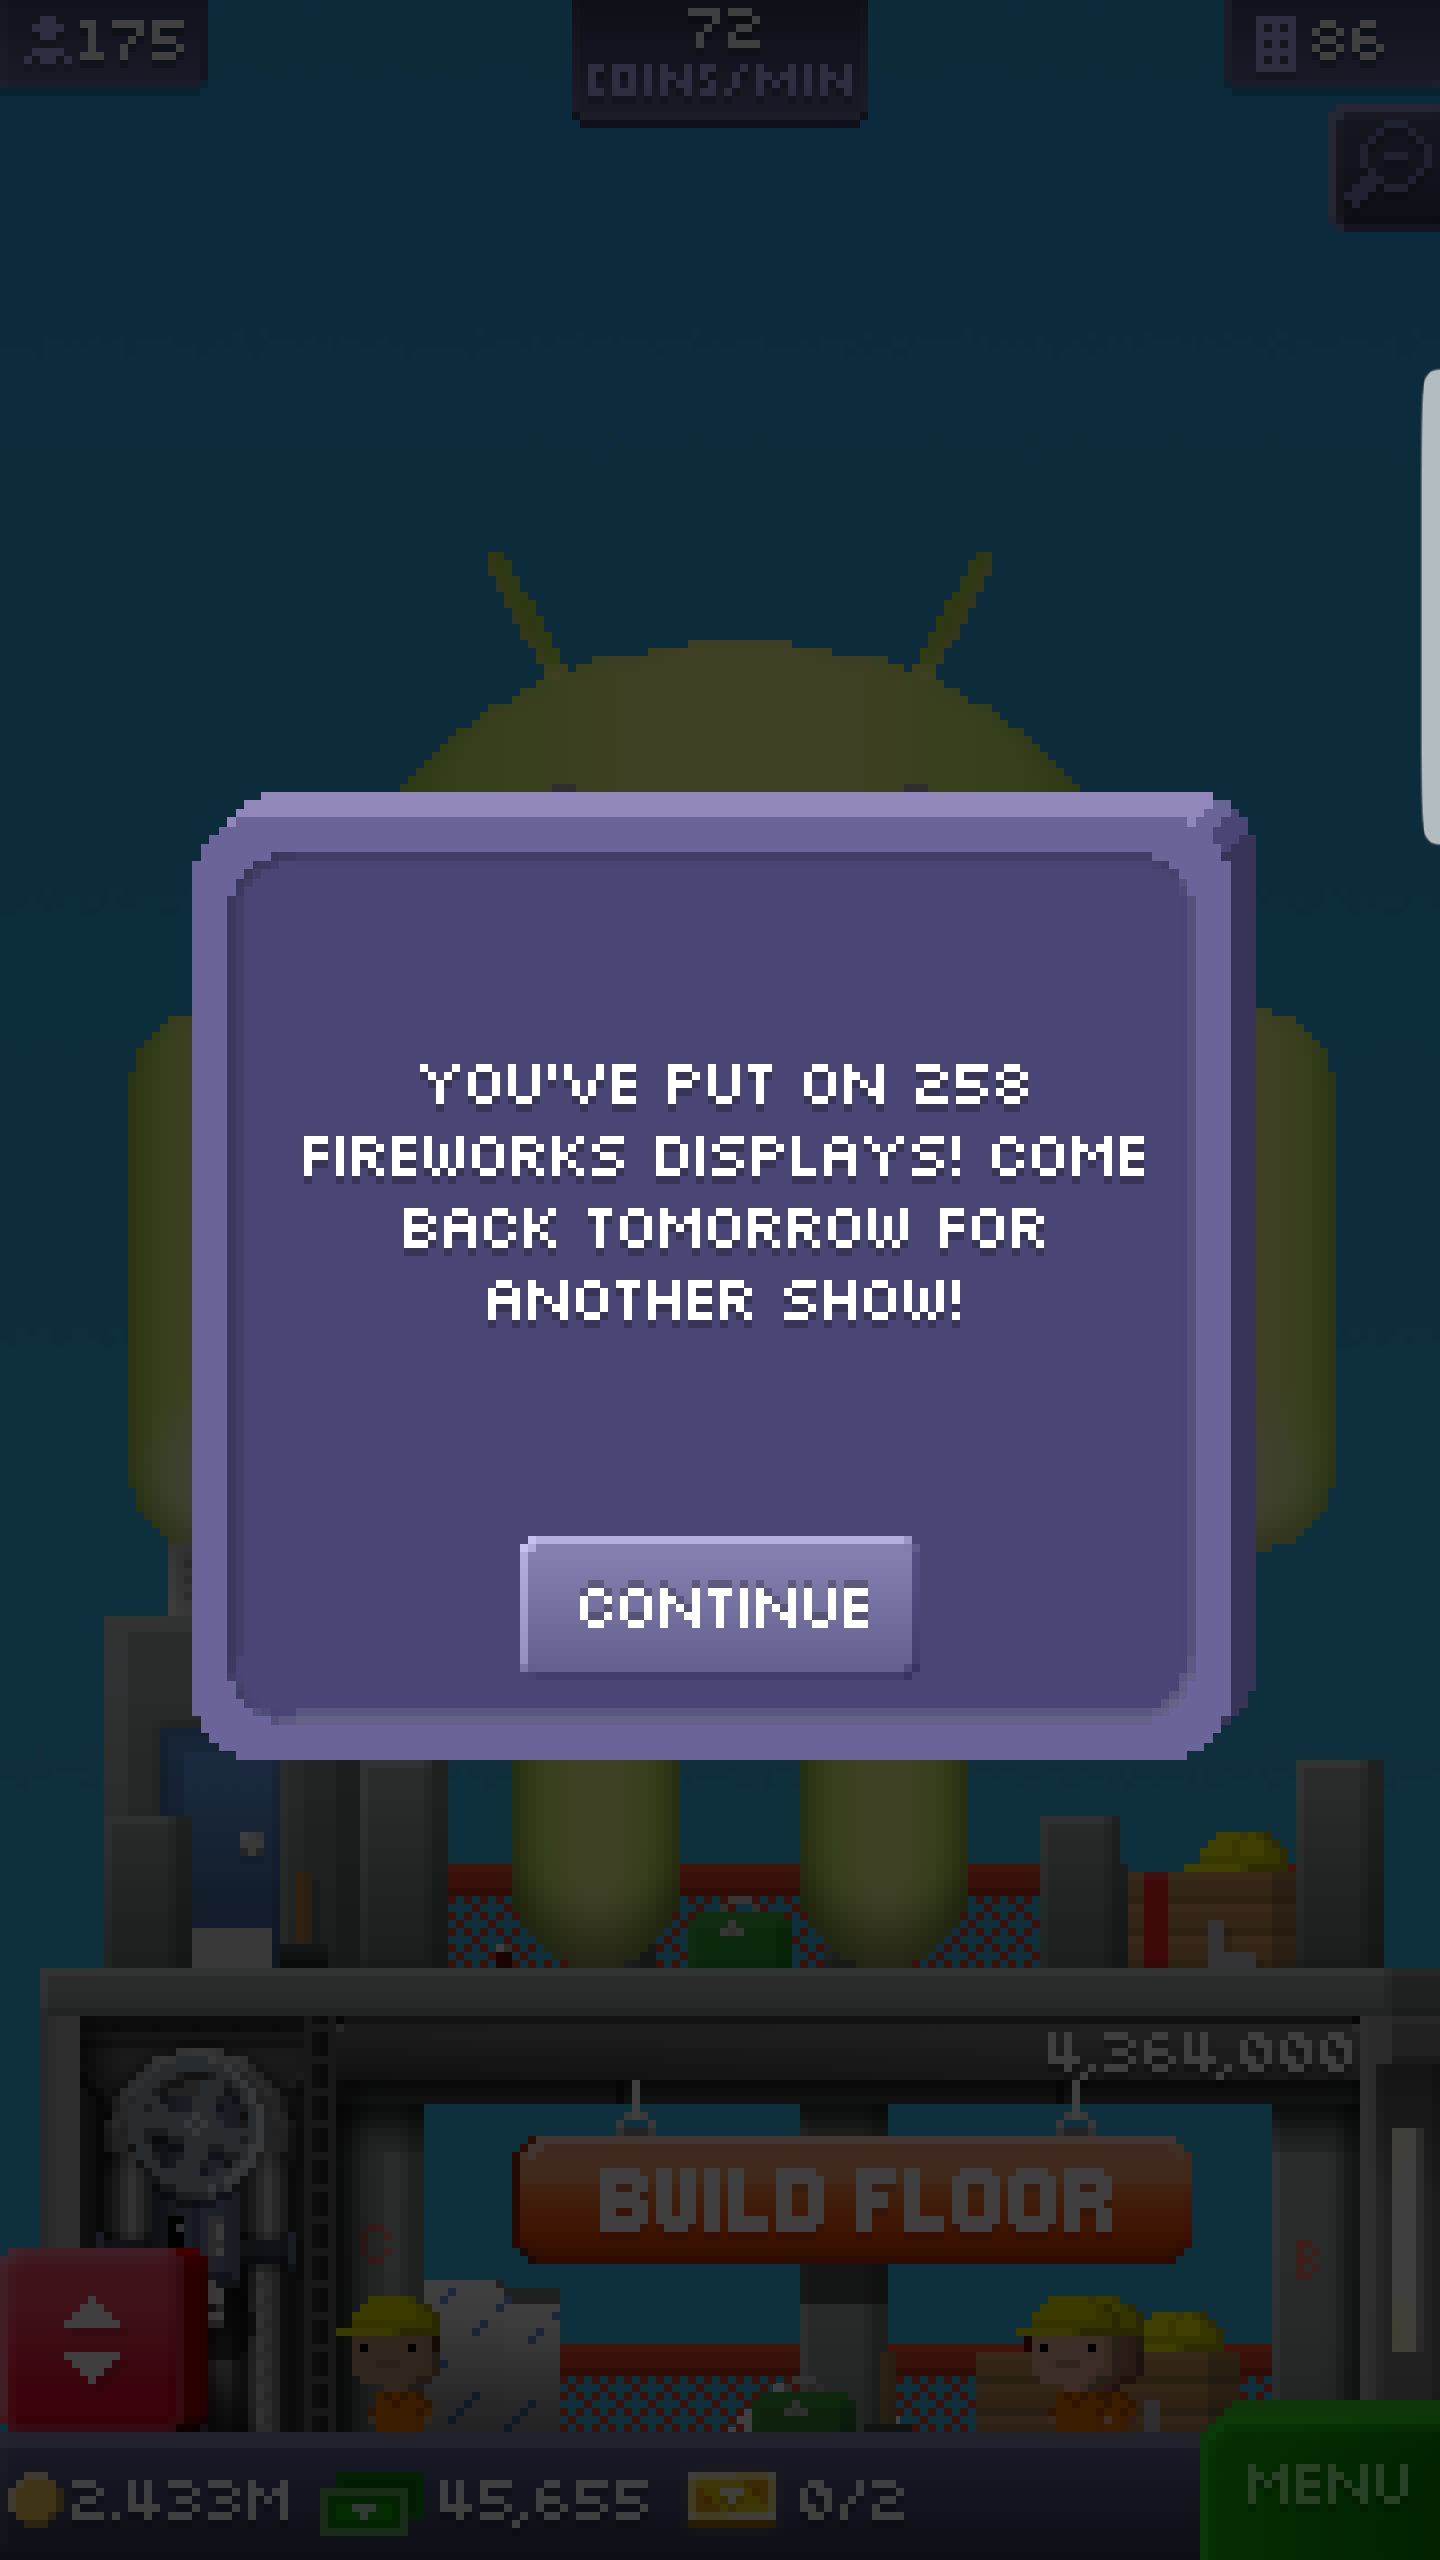 175
72
COINS/MIN
86
YOU'VE PUT ON 258
FIREWORKS DISPLAYS! COME
BACK TOMORROW FOR
ANOTHER SHOW!
CONTINUE
4,364,000
BUILD FLOOR
C
B
2.433M
45,655
0/2
MENU